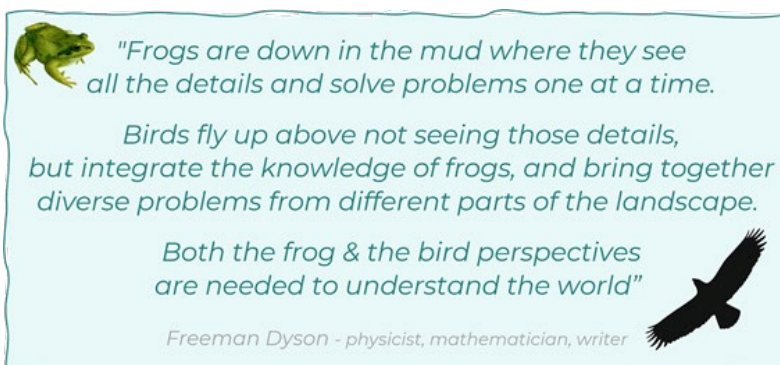 "Frogs are down in the mud where they see
all the details and solve problems one at a time.
Birds fly up above not seeing those details,
but integrate the knowledge of frogs, and bring together
diverse problems from different parts of the landscape.
Both the frog & the bird perspectives
are needed to understand the world”
Freeman Dyson - physicist, mathematician, writer